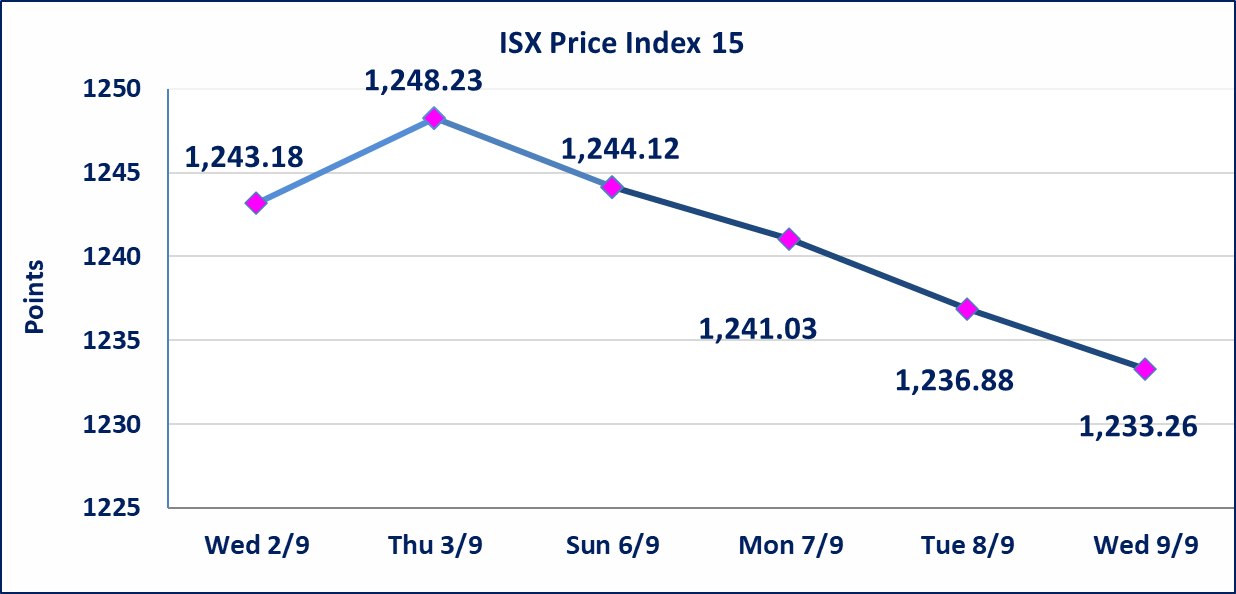 ISX Price Index 15
Points
1250
1245
1240
1235
1230
1225
1,243.18
1,248.23
1,244.12
1,241.03
1,236.88
1,233.26
Wed 2/9
Thu 3/9
Sun 6/9
Mon 7/9
Tue 8/9
Wed 9/9